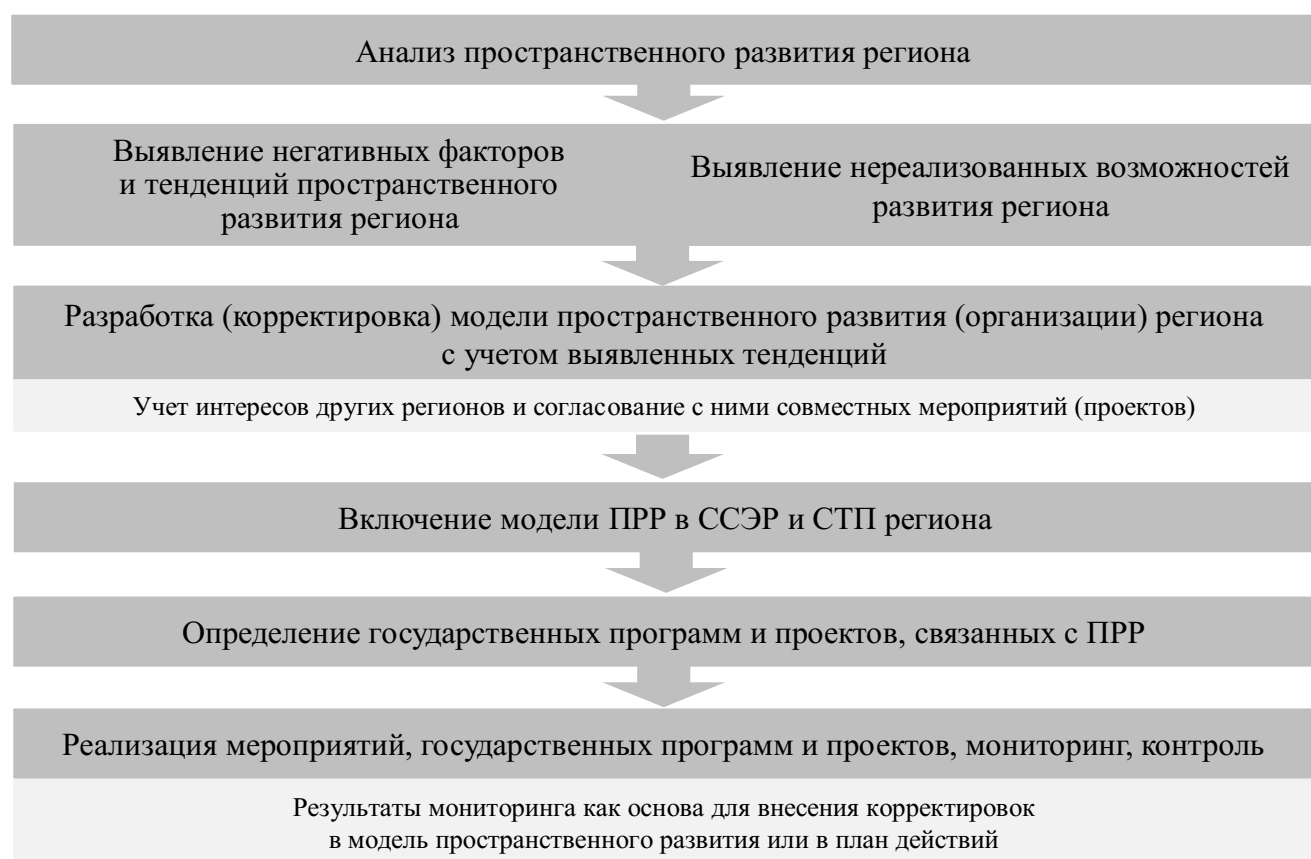 Анализ пространственного развития региона
Выявление негативных факторов
и тенденций пространственного
развития региона
Выявление нереализованных возможностей
развития региона
Разработка (корректировка) модели пространственного развития (организации) региона
с учетом выявленных тенденций
Учет интересов других регионов и согласование с ними совместных мероприятий (проектов)
Включение модели ПРР в ССЭР и СТП региона
Определение государственных программ и проектов, связанных с ПРР
Реализация мероприятий, государственных программ и проектов, мониторинг, контроль
Результаты мониторинга как основа для внесения корректировок
в модель пространственного развития или в план действий